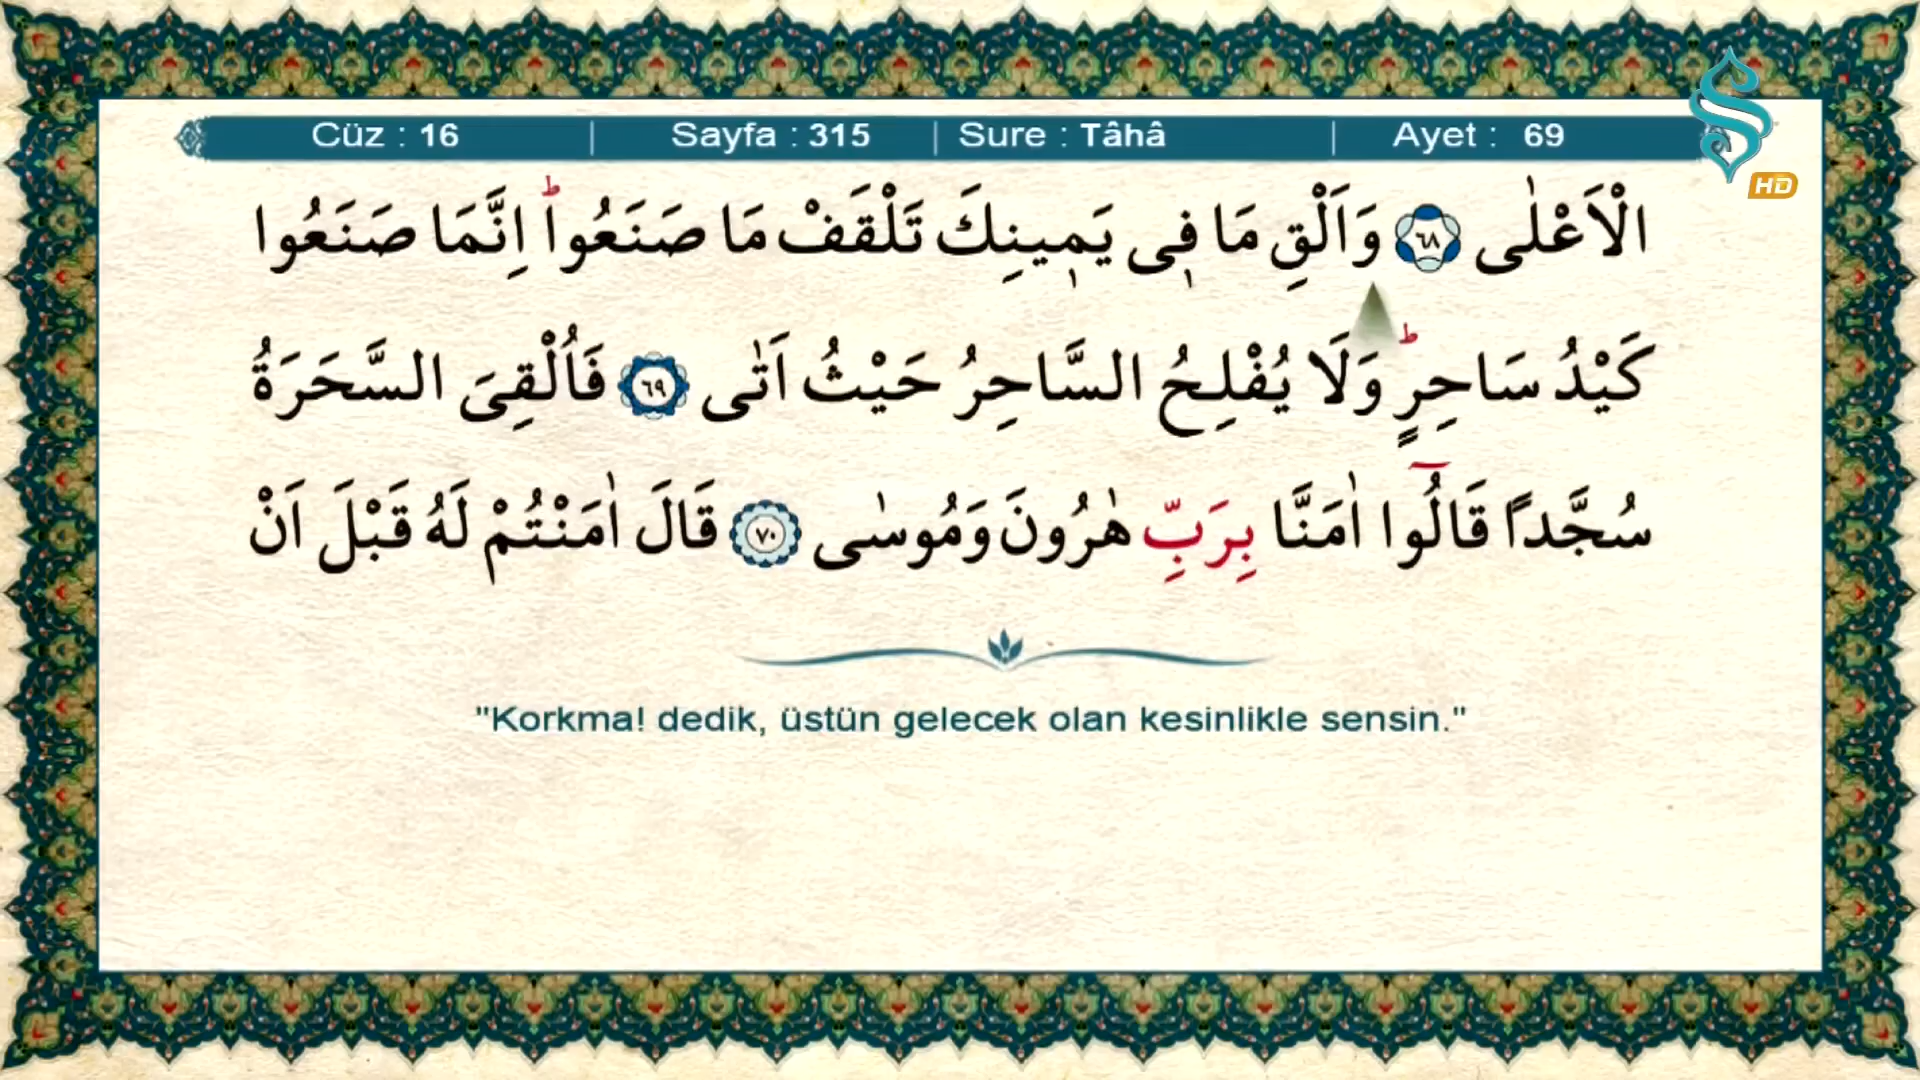 Cüz : 16 | Sayfa : 315 | Sure : Tâhâ | Ayet : 69
HD
الْاَعْلٰى ﴿٦٨﴾ وَاَلْقِ مَا ف۪ى يَم۪ينِكَ تَلْقَفْ مَا صَنَعُواۜ اِنَّمَا صَنَعُوا
كَيْدُ سَاحِرٍۜ وَلَا يُفْلِحُ السَّاحِرُ حَيْثُ اَتٰى ﴿٦٩﴾ فَاُلْقِىَ السَّحَرَةُ
سُجَّدًا قَالُٓوا اٰمَنَّا بِرَبِّ هٰرُونَ وَمُوسٰى ﴿٧٠﴾ قَالَ اٰمَنْتُمْ لَهُ قَبْلَ اَنْ
"Korkma! dedik, üstün gelecek olan kesinlikle sensin."